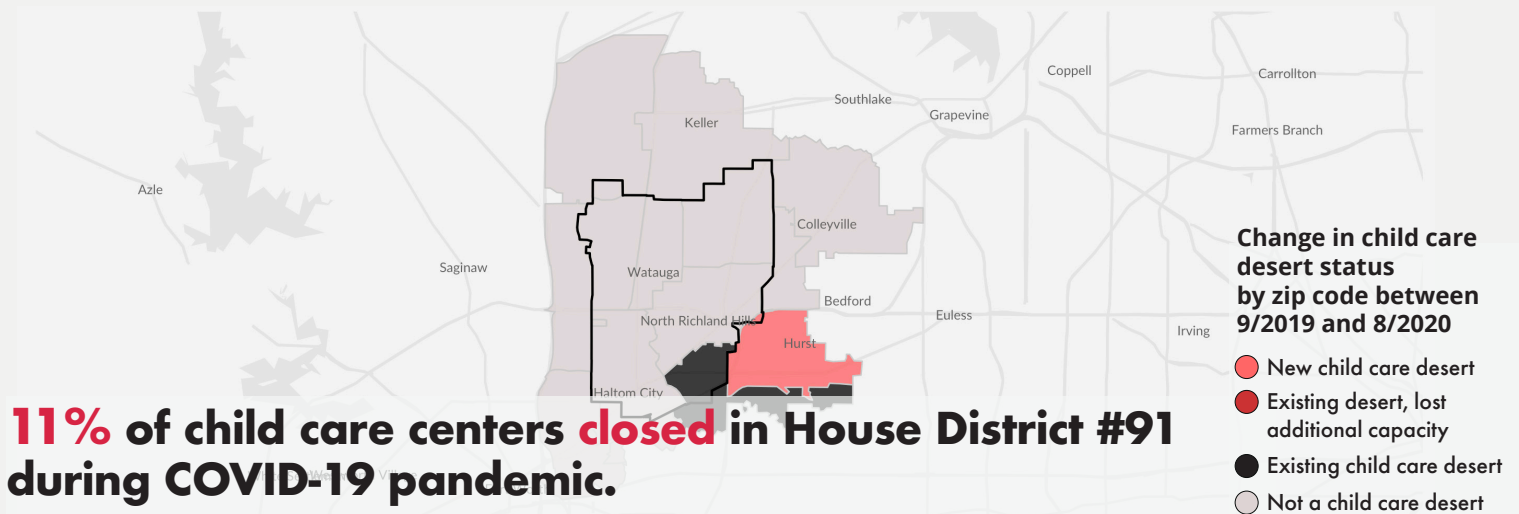 Coppell
Carrollton
Southlake
Grapevine
Keller
Farmers Branch
Azle
Colleyville
Saginaw
Watauga
Bedford
Euless
North Richland Hills
Irving
Hurst
Haltom City
Change in child care
desert status
by zip code between
9/2019 and 8/2020
New child care desert
Existing desert, lost
additional capacity
Existing child care desert
Not a child care desert
11% of child care centers closed in House District #91
during COVID-19 pandemic.